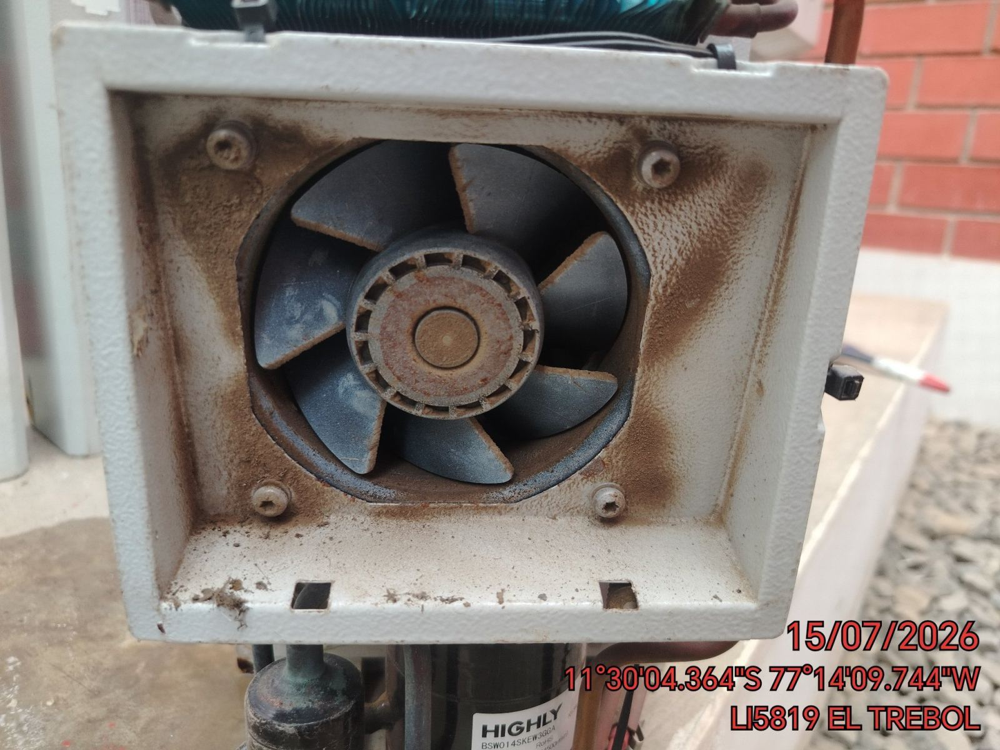 HIGHLY
BSW014SKEW3GGA
RoHS
15/07/2026
11°30'04.364"S 77°14'09.744"W
LI5819 EL TREBOL